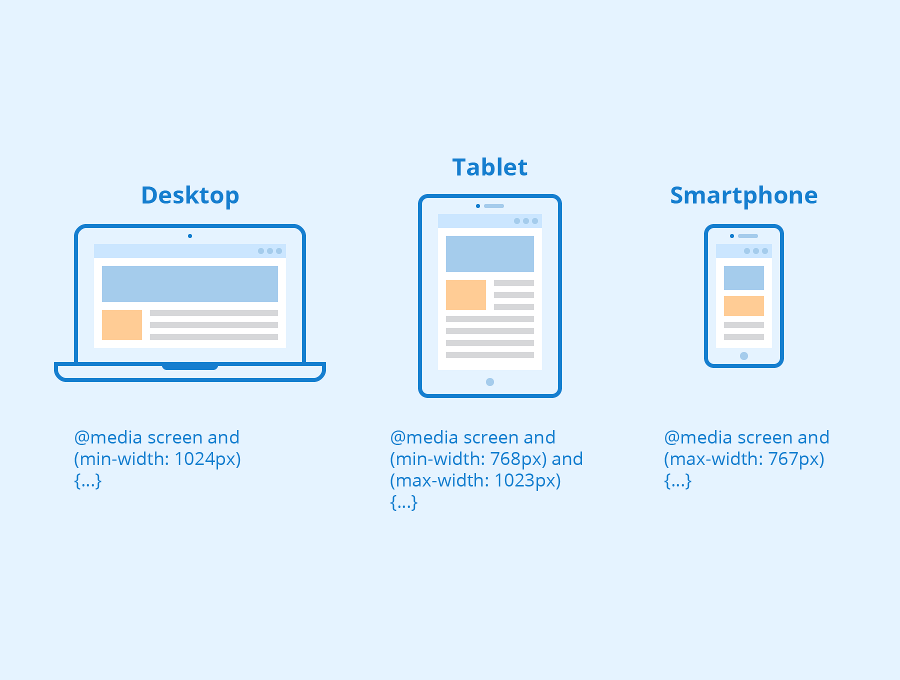 Desktop
@media screen and
(min-width: 1024px)
{...}
Tablet
@media screen and
(min-width: 768px) and
(max-width: 1023px)
{...}
Smartphone
@media screen and
(max-width: 767px)
{...}